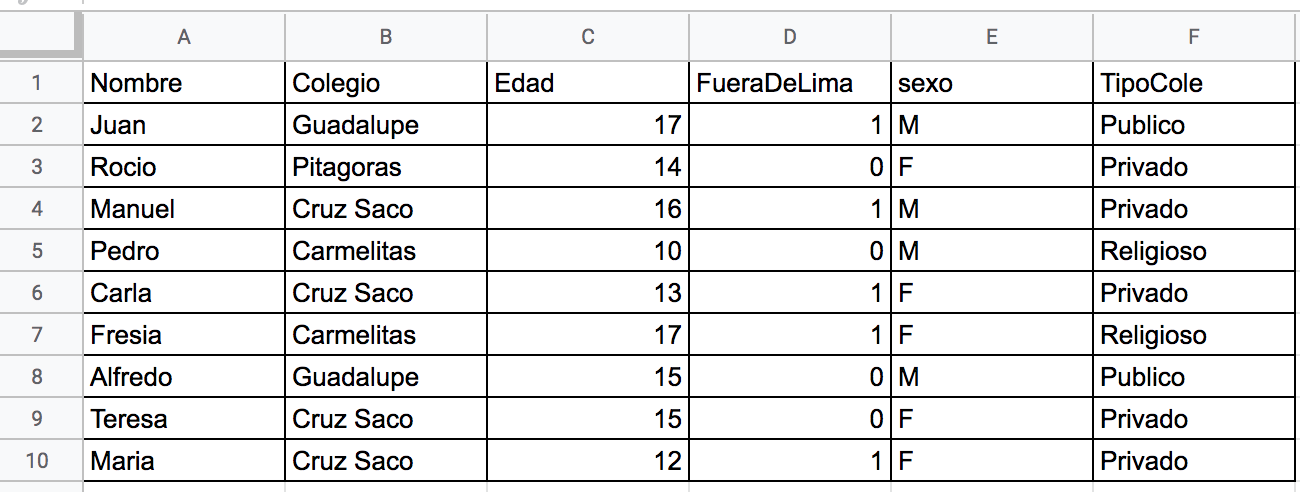 A B C D E F
1 Nombre Colegio Edad FueraDeLima sexo TipoCole
2 Juan Guadalupe 17 1 M Publico
3 Rocio Pitagoras 14 0 F Privado
4 Manuel Cruz Saco 16 1 M Privado
5 Pedro Carmelitas 10 0 M Religioso
6 Carla Cruz Saco 13 1 F Privado
7 Fresia Carmelitas 17 1 F Religioso
8 Alfredo Guadalupe 15 0 M Publico
9 Teresa Cruz Saco 15 0 F Privado
10 Maria Cruz Saco 12 1 F Privado